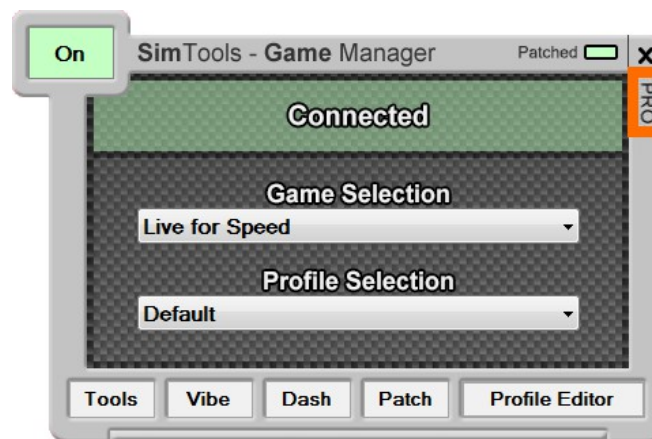 On
SimTools - Game Manager
Patched
X
PRO
Connected
Game Selection
Live for Speed
Profile Selection
Default
Tools
Vibe
Dash
Patch
Profile Editor